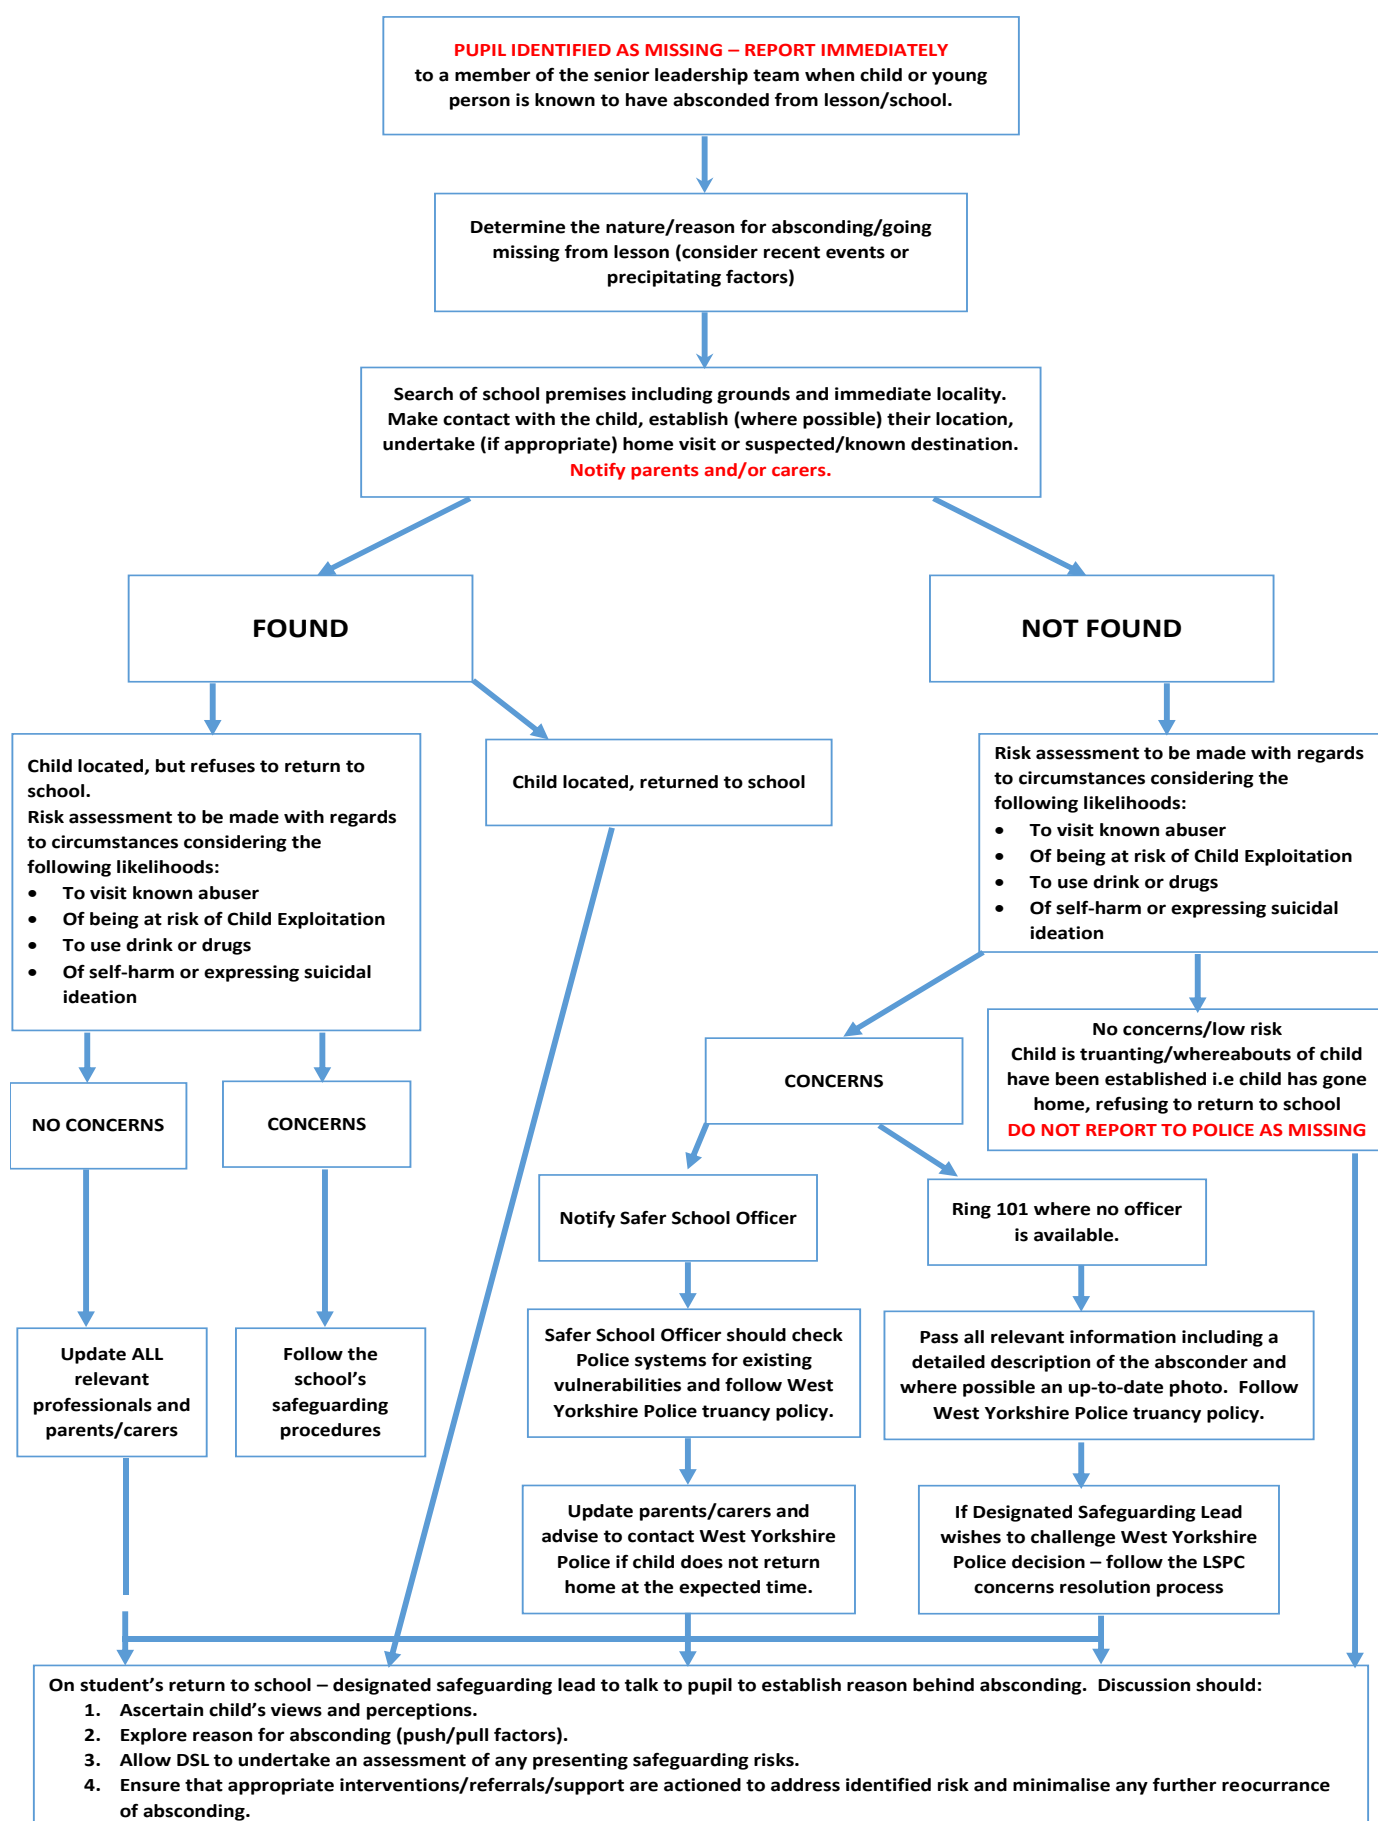 PUPIL IDENTIFIED AS MISSING – REPORT IMMEDIATELY
to a member of the senior leadership team when child or young
person is known to have absconded from lesson/school.
Determine the nature/reason for absconding/going
missing from lesson (consider recent events or
precipitating factors)
Search of school premises including grounds and immediate locality.
Make contact with the child, establish (where possible) their location,
undertake (if appropriate) home visit or suspected/known destination.
Notify parents and/or carers.
FOUND
NOT FOUND
Child located, but refuses to return to
school.
Risk assessment to be made with regards
to circumstances considering the
following likelihoods:
• To visit known abuser
• Of being at risk of Child Exploitation
• To use drink or drugs
• Of self-harm or expressing suicidal
ideation
Child located, returned to school
Risk assessment to be made with regards
to circumstances considering the
following likelihoods:
• To visit known abuser
• Of being at risk of Child Exploitation
• To use drink or drugs
• Of self-harm or expressing suicidal
ideation
No concerns/low risk
Child is truanting/whereabouts of child
have been established i.e child has gone
home, refusing to return to school
DO NOT REPORT TO POLICE AS MISSING
CONCERNS
NO CONCERNS
CONCERNS
Notify Safer School Officer
Ring 101 where no officer
is available.
Update ALL
relevant
professionals and
parents/carers
Follow the
school’s
safeguarding
procedures
Safer School Officer should check
Police systems for existing
vulnerabilities and follow West
Yorkshire Police truancy policy.
Pass all relevant information including a
detailed description of the absconder and
where possible an up-to-date photo. Follow
West Yorkshire Police truancy policy.
Update parents/carers and
advise to contact West Yorkshire
Police if child does not return
home at the expected time.
If Designated Safeguarding Lead
wishes to challenge West Yorkshire
Police decision – follow the LSPC
concerns resolution process
On student’s return to school – designated safeguarding lead to talk to pupil to establish reason behind absconding. Discussion should:
1. Ascertain child’s views and perceptions.
2. Explore reason for absconding (push/pull factors).
3. Allow DSL to undertake an assessment of any presenting safeguarding risks.
4. Ensure that appropriate interventions/referrals/support are actioned to address identified risk and minimalise any further reocurrance
of absconding.